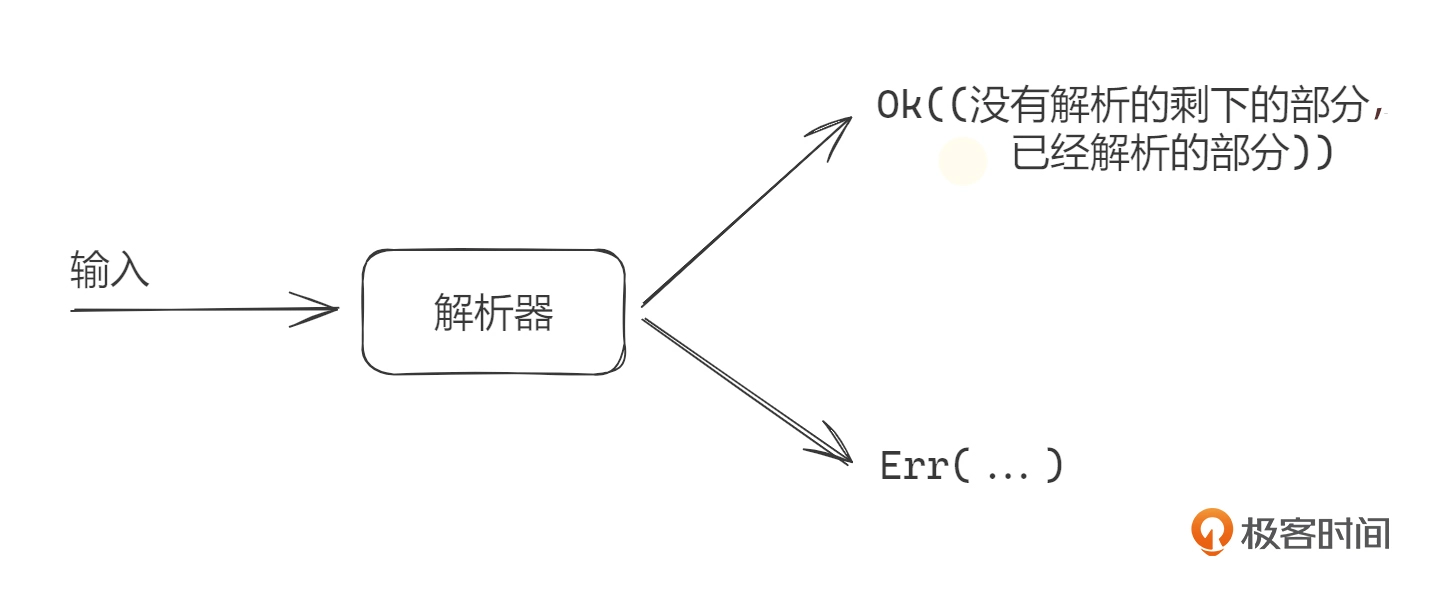 输入
解析器
Ok((没有解析的剩下的部分,
已经解析的部分))
Err(...)
极客时间